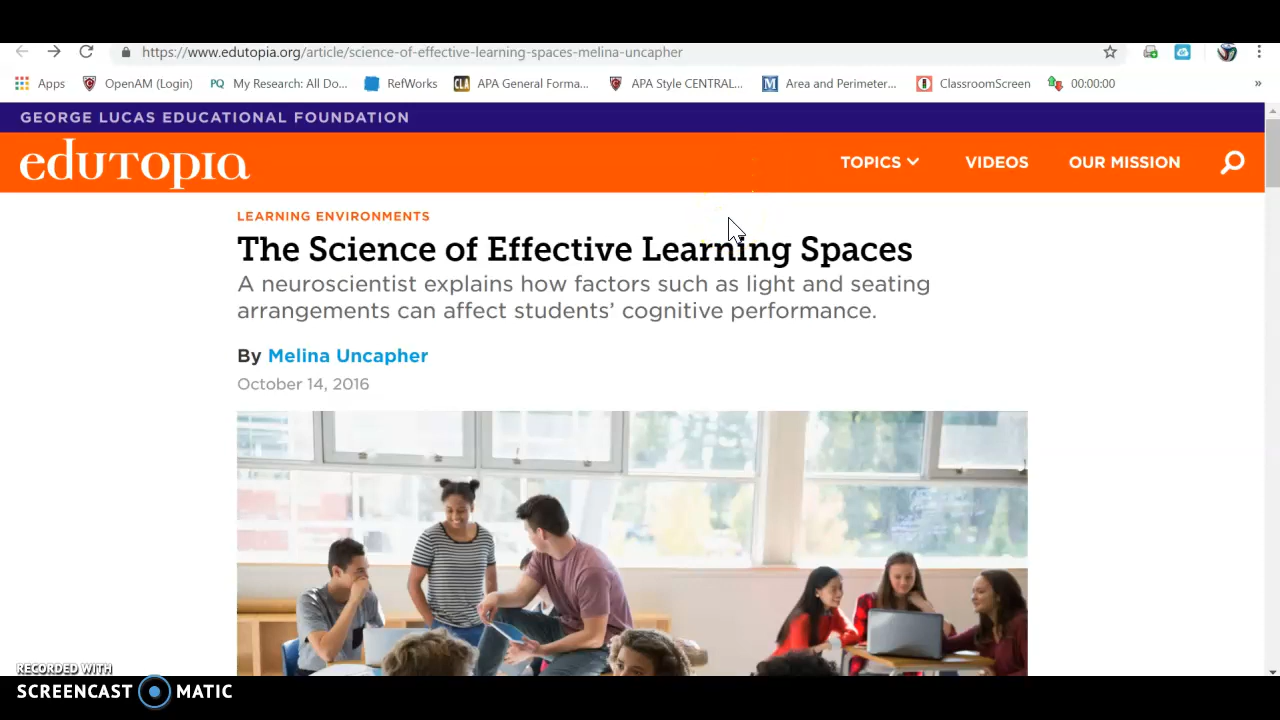 https://www.edutopia.org/article/science-of-effective-learning-spaces-melina-uncapher
Apps OpenAM (Login) PQ My Research: All Do... RefWorks CLA APA General Forma... APA Style CENTRAL... M Area and Perimeter... ClassroomScreen 00:00:00 »
GEORGE LUCAS EDUCATIONAL FOUNDATION
edutopia TOPICS VIDEOS OUR MISSION
LEARNING ENVIRONMENTS
The Science of Effective Learning Spaces
A neuroscientist explains how factors such as light and seating
arrangements can affect students’ cognitive performance.
By Melina Uncapher
October 14, 2016
RECORDED WITH
SCREENCAST MATIC